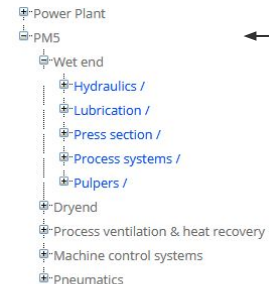 Power Plant
PM5
Wet end
Hydraulics /
Lubrication /
Press section /
Process systems /
Pulpers /
Dryend
Process ventilation & heat recovery
Machine control systems
Pneumatics